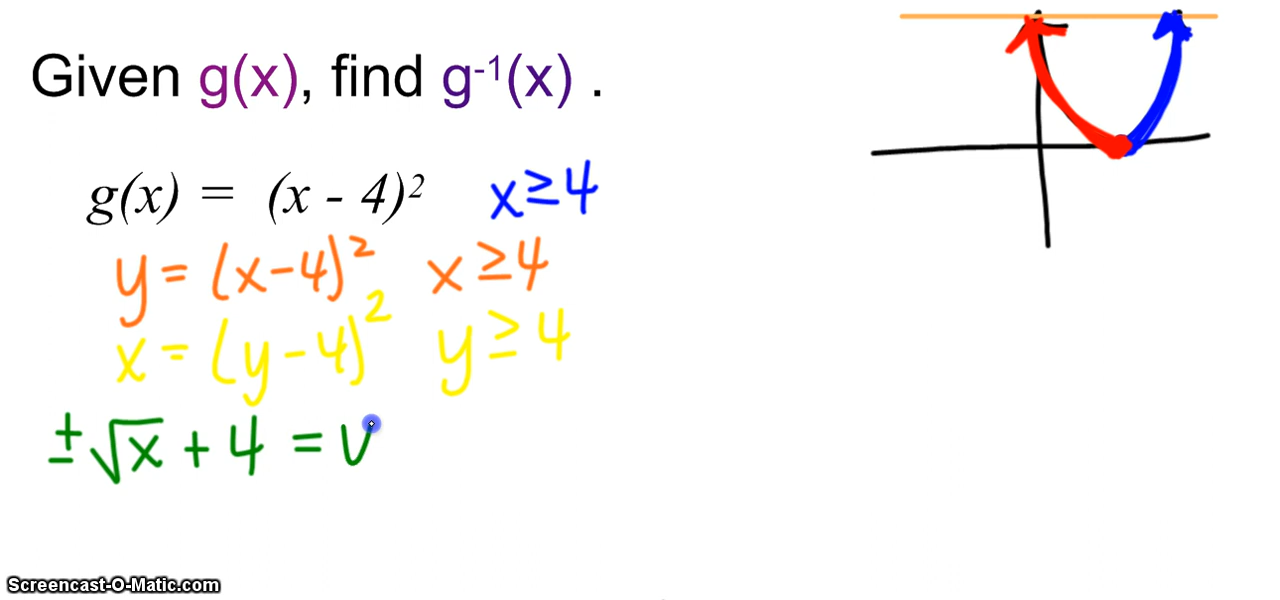 Given g(x), find g⁻¹(x) .
g(x) = (x - 4)² x ≥ 4
y = (x - 4)² x ≥ 4
x = (y - 4)² y ≥ 4
± √x + 4 =
Screencast-O-Matic.com